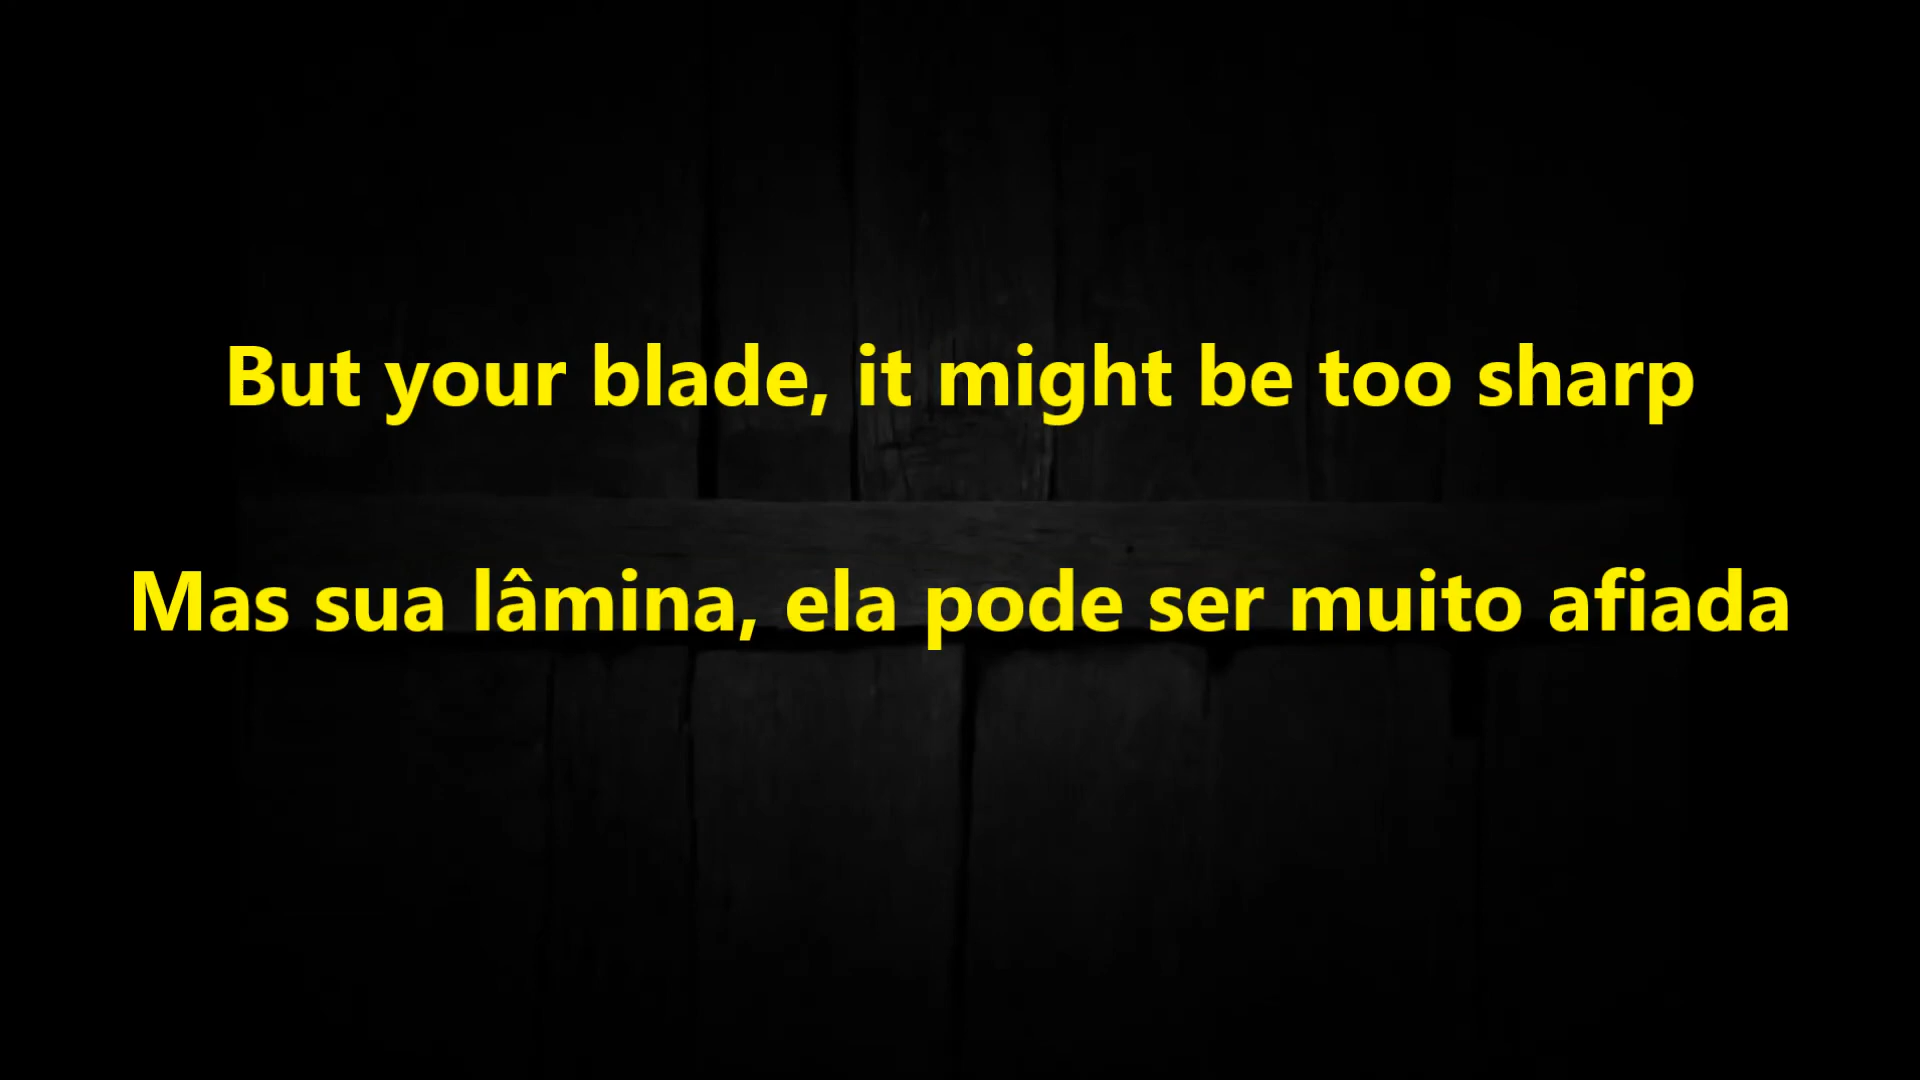 But your blade, it might be too sharp
Mas sua lâmina, ela pode ser muito afiada